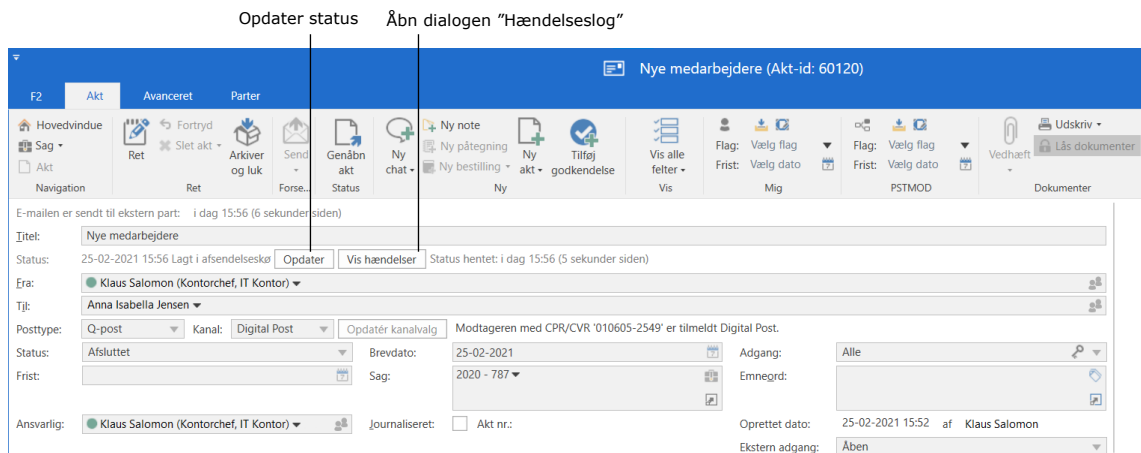 Opdater status Åbn dialogen ”Hændelseslog”
Nye medarbejdere (Akt-id: 60120)
F2 Akt Avanceret Parter
Hovedvindue
Sag
Akt
Navigation
Ret
Fortryd
Slet akt
Arkiver og luk
Ret
Send
Forse...
Genåbn akt
Status
Ny chat
Ny note
Ny påtegning
Ny bestilling
Ny akt
Tilføj godkendelse
Ny
Vis alle felter
Vis
Flag: Vælg flag
Frist: Vælg dato
Mig
Flag: Vælg flag
Frist: Vælg dato
PSTMOD
Vedhæft
Udskriv
Lås dokumenter
Dokumenter
E-mailen er sendt til ekstern part: i dag 15:56 (6 sekunder siden)
Titel: Nye medarbejdere
Status: 25-02-2021 15:56 Lagt i afsendelseskø Opdater Vis hændelser Status hentet: i dag 15:56 (5 sekunder siden)
Fra: Klaus Salomon (Kontorchef, IT Kontor)
Til: Anna Isabella Jensen
Posttype: Q-post Kanal: Digital Post Opdatér kanalvalg Modtageren med CPR/CVR '010605-2549' er tilmeldt Digital Post.
Status: Afsluttet Brevdato: 25-02-2021 Adgang: Alle
Frist: Sag: 2020 - 787 Emneord:
Ansvarlig: Klaus Salomon (Kontorchef, IT Kontor) Journaliseret: Akt nr.: Oprettet dato: 25-02-2021 15:52 af Klaus Salomon
Ekstern adgang: Åben